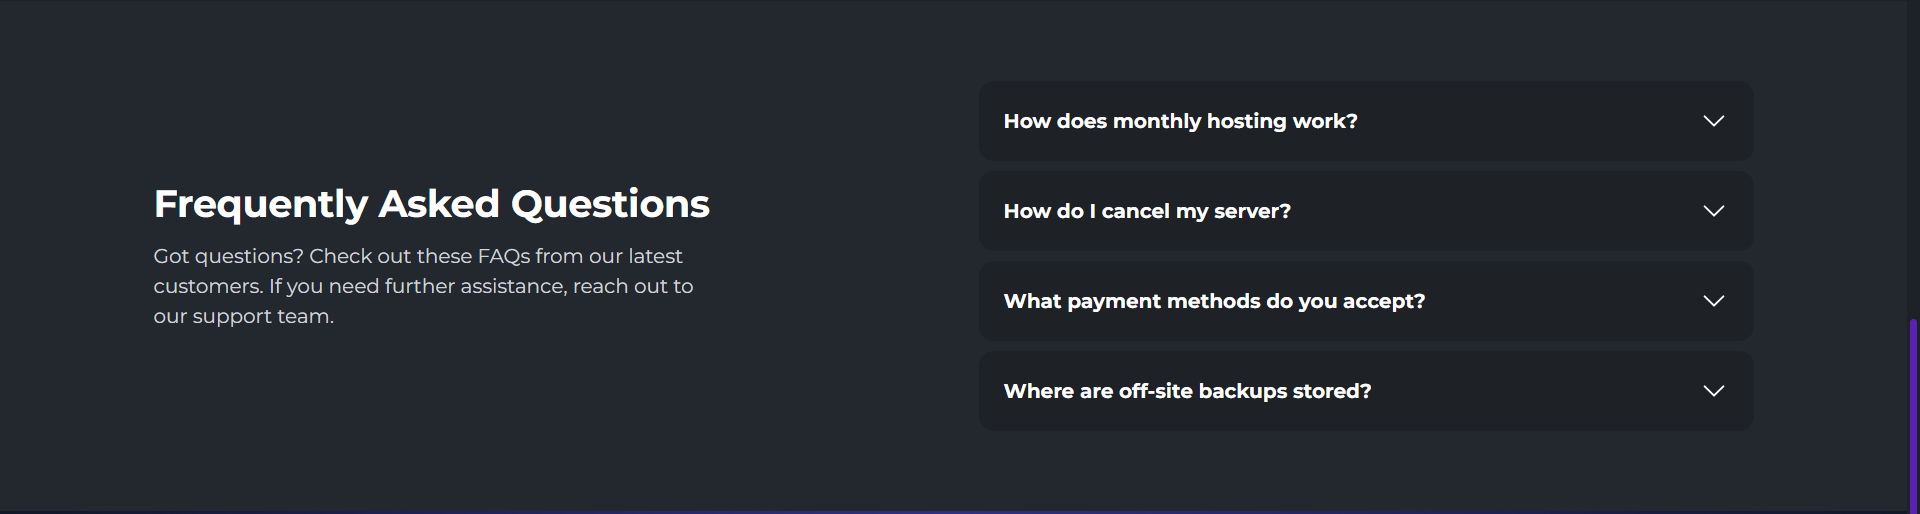 Frequently Asked Questions
Got questions? Check out these FAQs from our latest
customers. If you need further assistance, reach out to
our support team.
How does monthly hosting work?
How do I cancel my server?
What payment methods do you accept?
Where are off-site backups stored?